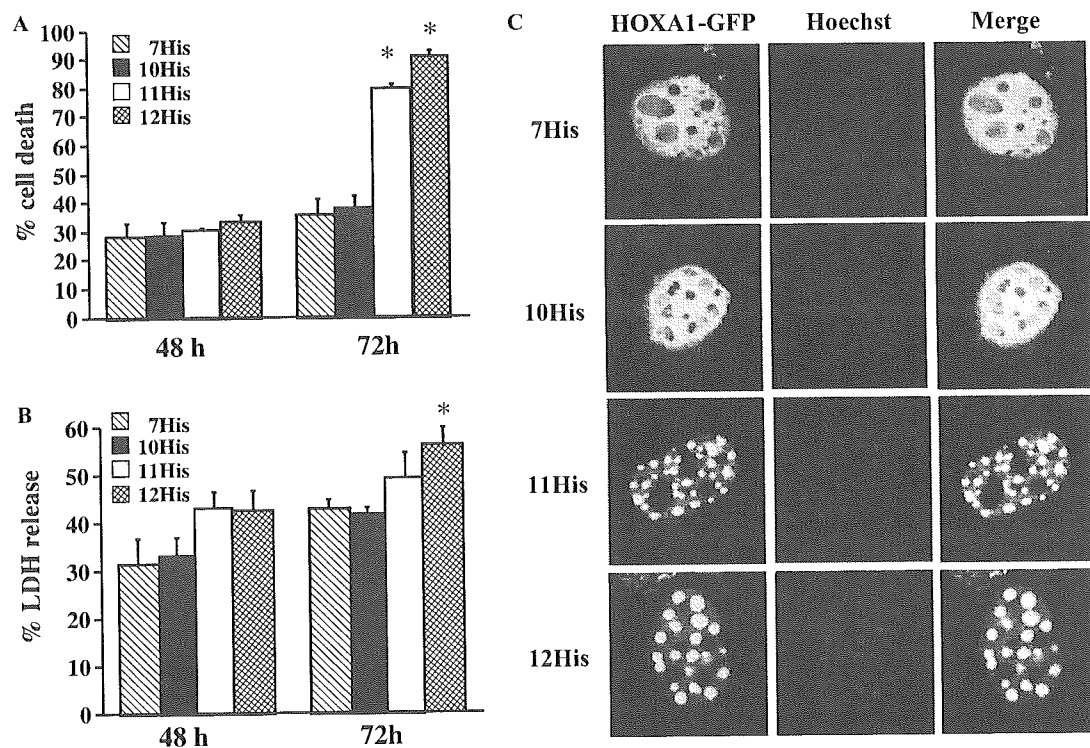 A
* *
7His
10His
11His
12His
100
90
80
70
60
50
40
30
20
10
0
% cell death
48 h
72h
B
*
7His
10His
11His
12His
60
50
40
30
20
10
0
% LDH release
48 h
72h
C
HOXA1-GFP Hoechst Merge
7His
10His
11His
12His